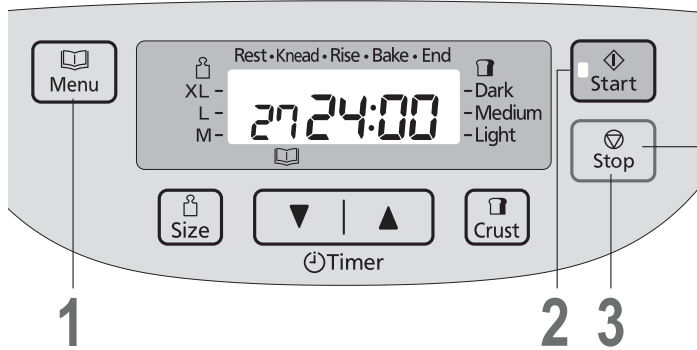 Rest • Knead • Rise • Bake • End
Menu
XL
L
M
27 24:00
Dark
Medium
Light
Start
Stop
Size
▼ | ▲
Crust
Timer
1
2
3